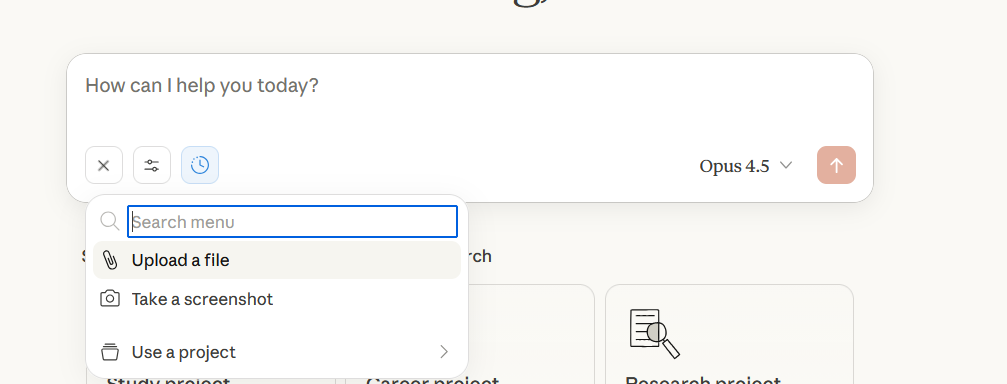 How can I help you today?
Opus 4.5
Search menu
Upload a file
rch
Take a screenshot
Use a project
Study project
Career project
Research project